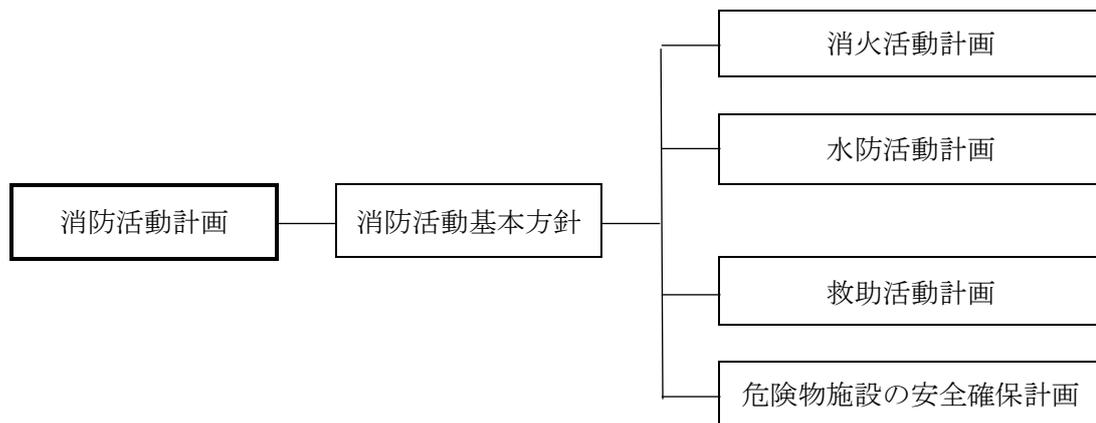 消防活動計画
消防活動基本方針
消火活動計画
水防活動計画
救助活動計画
危険物施設の安全確保計画